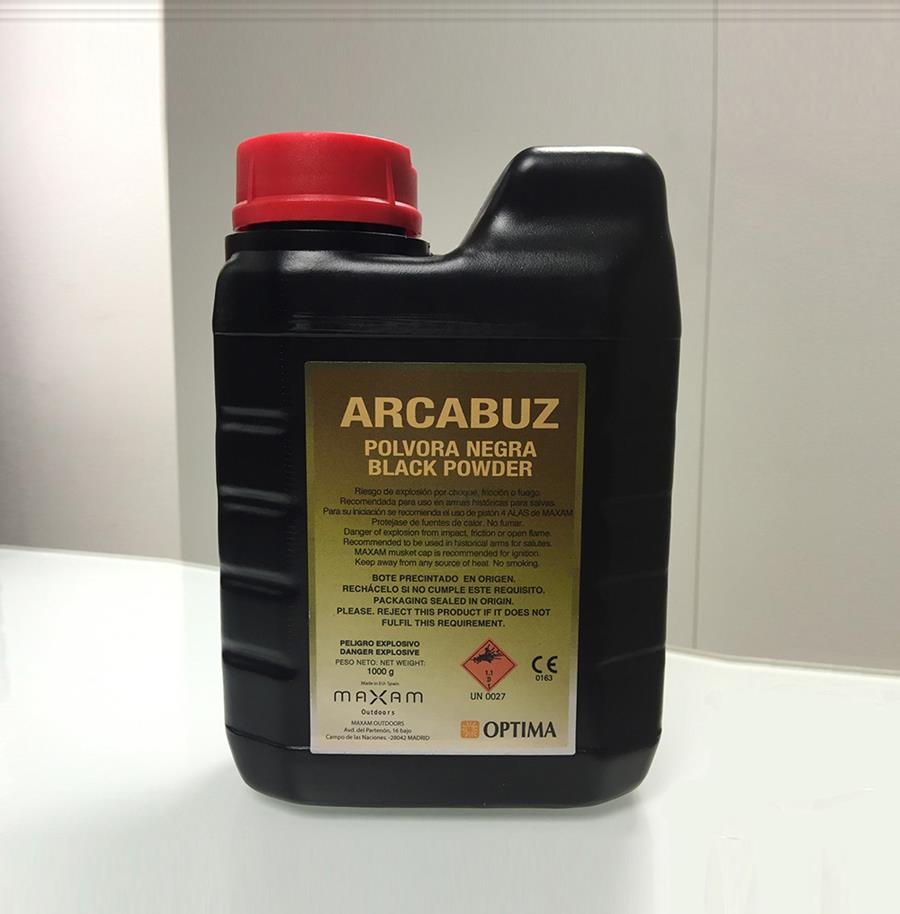 ARCABUZ
POLVORA NEGRA
BLACK POWDER
Riesgo de explosión por choque, fricción o fuego.
Recomendada para uso en armas históricas para salvas.
Para su iniciación se recomienda el uso de pistón 4 ALAS de MAXAM
Protejase de fuentes de calor. No fumar.
Danger of explosion from impact, friction or open flame.
Recommended to be used in historical arms for salutes.
MAXAM musket cap is recommended for ignition.
Keep away from any source of heat. No smoking.
BOTE PRECINTADO EN ORIGEN.
RECHÁCELO SI NO CUMPLE ESTE REQUISITO.
PACKAGING SEALED IN ORIGIN.
PLEASE. REJECT THIS PRODUCT IF IT DOES NOT
FULFIL THIS REQUIREMENT.
PELIGRO EXPLOSIVO
DANGER EXPLOSIVE
PESO NETO: NET WEIGHT:
1000 g
Made in EU- Spain
MAXAM
Outdoors
MAXAM OUTDOORS
Avd. del Partenón, 16 bajo
Campo de las Naciones. -28042 MADRID
1.1
D
1
UN 0027
CE
0163
OPTIMA